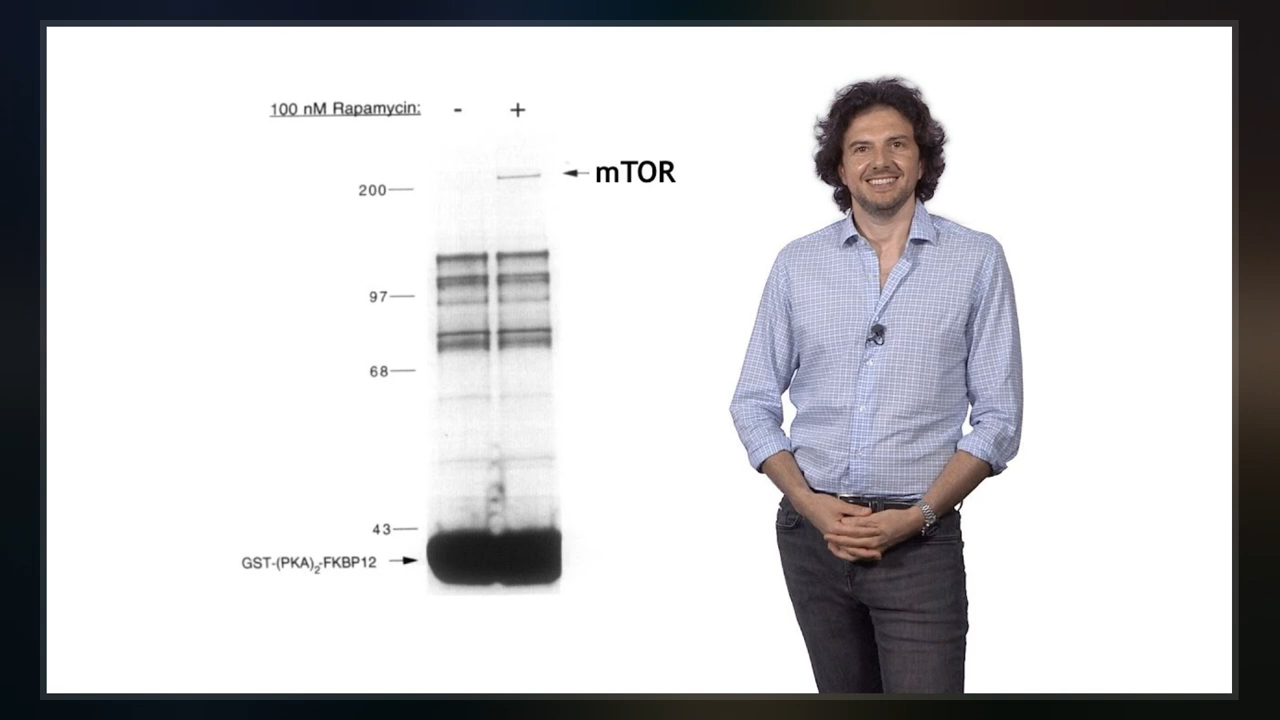 100 nM Rapamycin: - +
mTOR
200
97
68
43
GST-(PKA)2-FKBP12